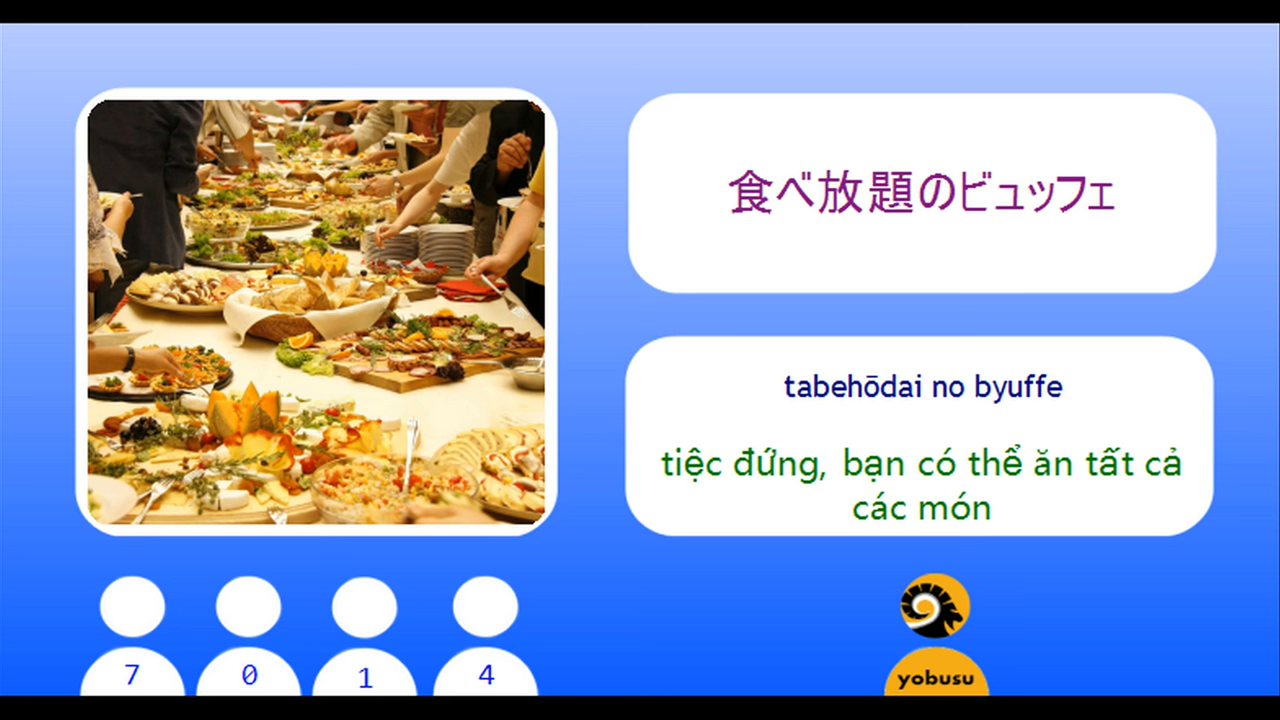 食べ放題のビュッフェ
tabehōdai no byuffe
tiệc đứng, bạn có thể ăn tất cả
các món
7 0 1 4
yobusu